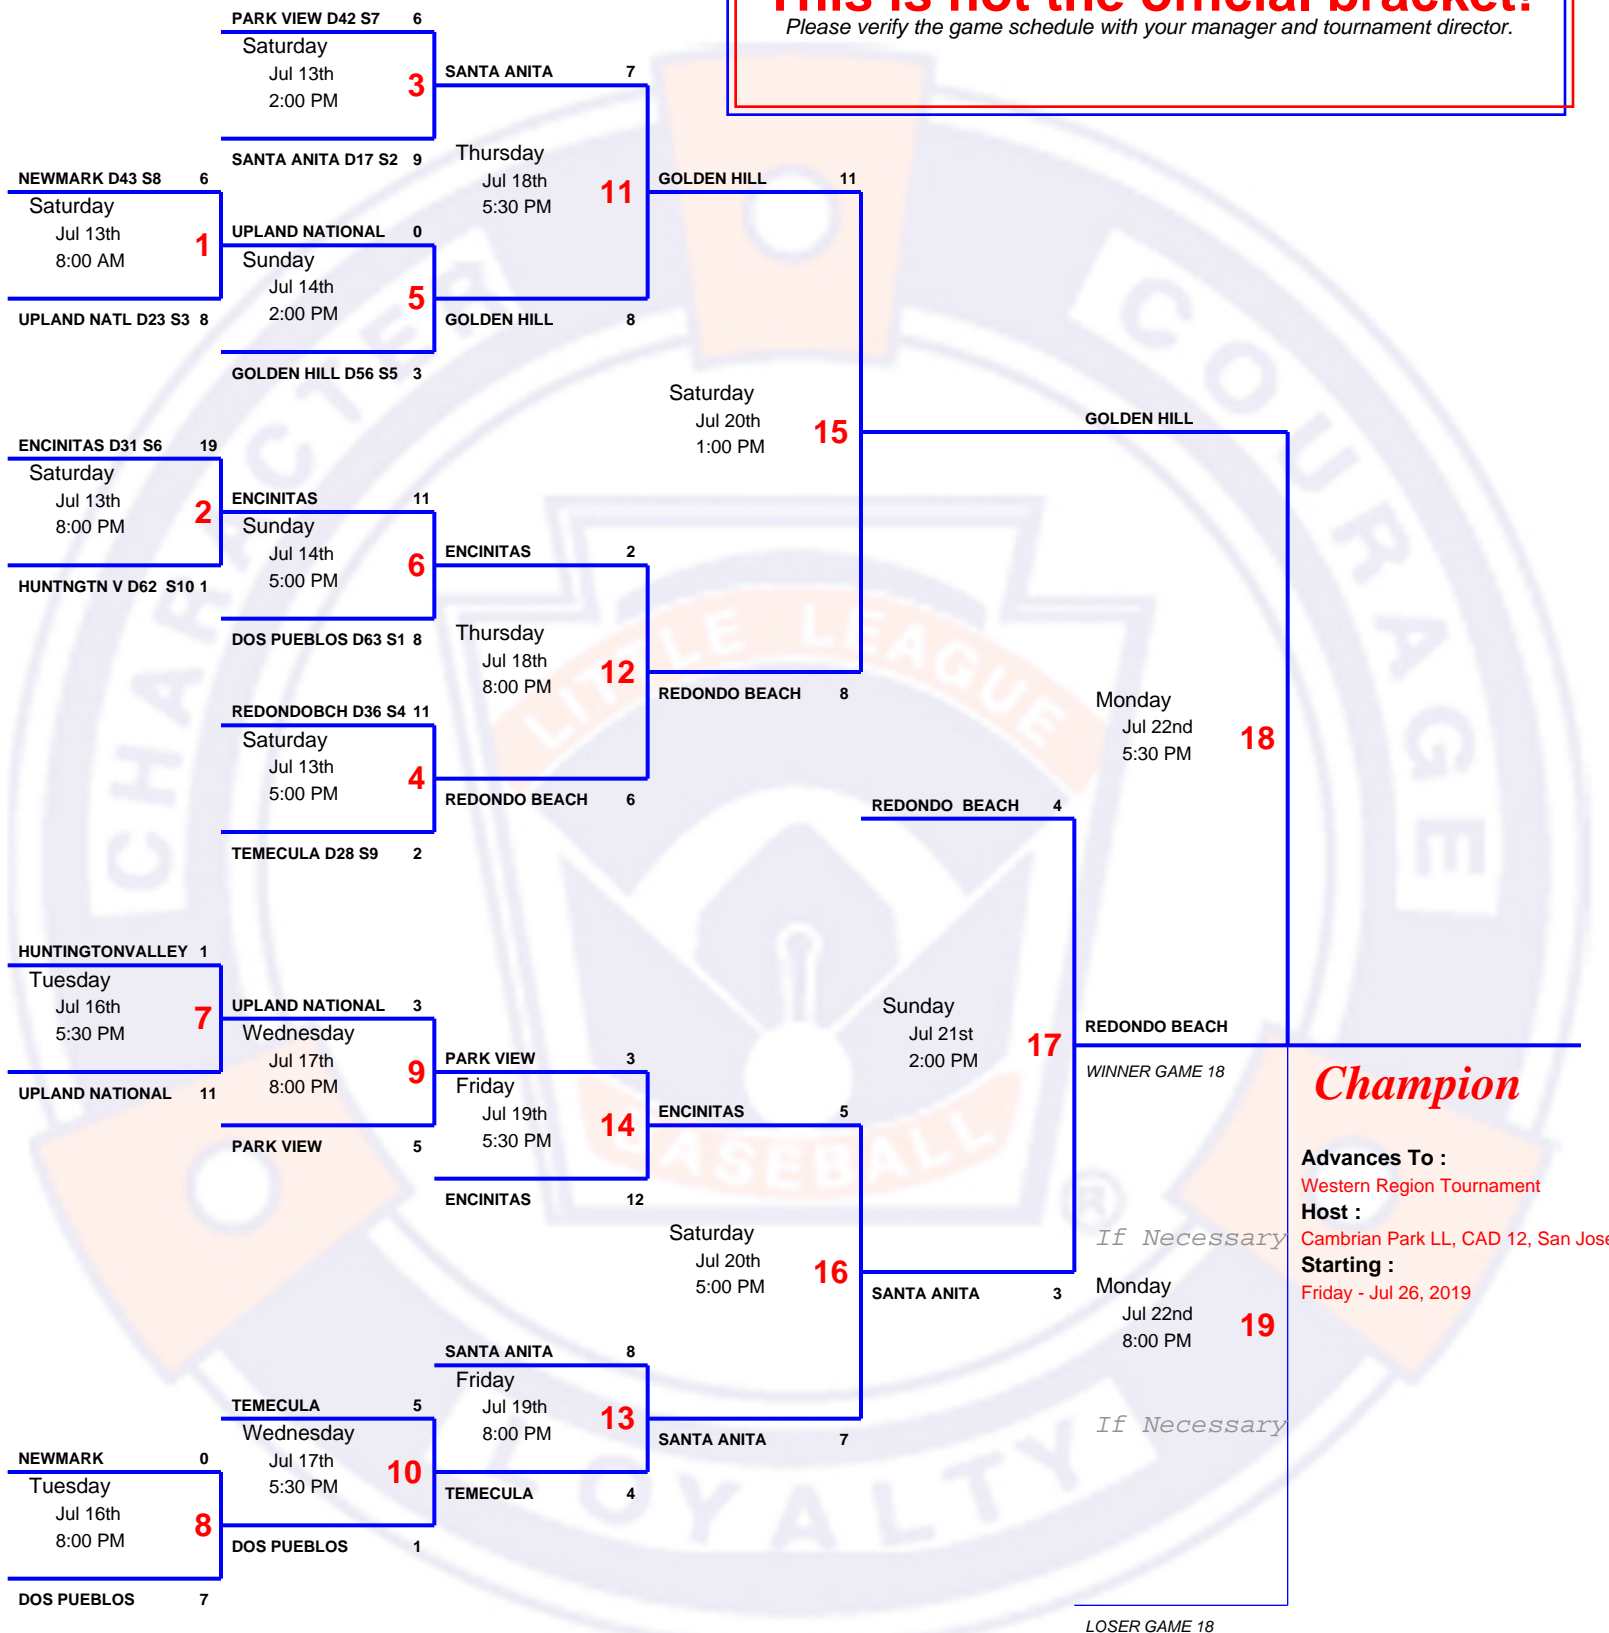 This is not the official bracket!
Please verify the game schedule with your manager and tournament director.
PARK VIEW D42 S7 6
Saturday
Jul 13th
2:00 PM
3
SANTA ANITA D17 S2 9
NEWMARK D43 S8 6
Saturday
Jul 13th
8:00 AM
1
UPLAND NATL D23 S3 8
UPLAND NATIONAL 0
Sunday
Jul 14th
2:00 PM
5
GOLDEN HILL D56 S5 3
SANTA ANITA 7
Thursday
Jul 18th
5:30 PM
11
GOLDEN HILL 8
ENCINITAS D31 S6 19
Saturday
Jul 13th
8:00 PM
2
HUNTNGTN V D62 S10 1
ENCINITAS 11
Sunday
Jul 14th
5:00 PM
6
DOS PUEBLOS D63 S1 8
REDONDOBCH D36 S4 11
Saturday
Jul 13th
5:00 PM
4
TEMECULA D28 S9 2
ENCINITAS 2
Thursday
Jul 18th
8:00 PM
12
REDONDO BEACH 6
GOLDEN HILL 11
Saturday
Jul 20th
1:00 PM
15
REDONDO BEACH 8
HUNTINGTONVALLEY 1
Tuesday
Jul 16th
5:30 PM
7
UPLAND NATIONAL 11
UPLAND NATIONAL 3
Wednesday
Jul 17th
8:00 PM
9
PARK VIEW 5
PARK VIEW 3
Friday
Jul 19th
5:30 PM
14
ENCINITAS 12
NEWMARK 0
Tuesday
Jul 16th
8:00 PM
8
DOS PUEBLOS 7
TEMECULA 5
Wednesday
Jul 17th
5:30 PM
10
DOS PUEBLOS 1
SANTA ANITA 8
Friday
Jul 19th
8:00 PM
13
TEMECULA 4
ENCINITAS 5
Saturday
Jul 20th
5:00 PM
16
SANTA ANITA 7
REDONDO  BEACH 4
Sunday
Jul 21st
2:00 PM
17
SANTA ANITA 3
GOLDEN HILL
Monday
Jul 22nd
5:30 PM
18
REDONDO BEACH
WINNER GAME 18
If Necessary
Monday
Jul 22nd
8:00 PM
19
If Necessary
LOSER GAME 18
Champion
Advances To :
Western Region Tournament
Host :
Cambrian Park LL, CAD 12, San Jose
Starting :
Friday - Jul 26, 2019
CHARACTER
COURAGE
LOYALTY
LITTLE LEAGUE
BASEBALL
®